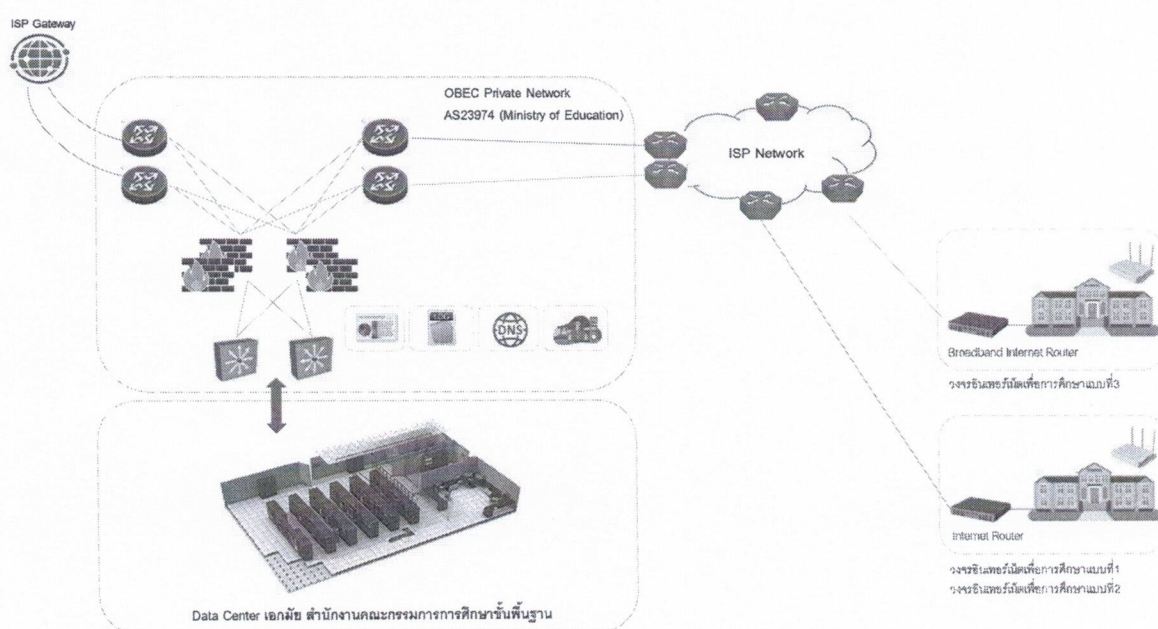 ISP Gateway
OBEC Private Network
AS23974 (Ministry of Education)
ISP Network
DNS
Broadband Internet Router
วงจรอินเทอร์เน็ตเพื่อการศึกษาแบบที่3
Internet Router
วงจรอินเทอร์เน็ตเพื่อการศึกษาแบบที่1
วงจรอินเทอร์เน็ตเพื่อการศึกษาแบบที่2
Data Center เอกมัย สำนักงานคณะกรรมการการศึกษาขั้นพื้นฐาน